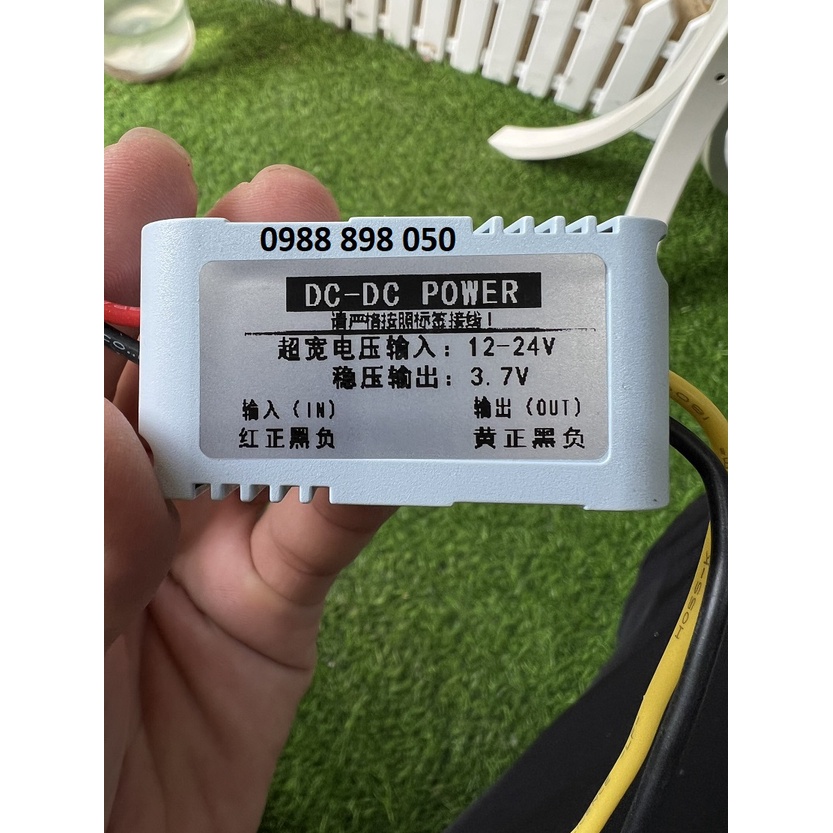 0988 898 050
DC-DC POWER
请严格按照标签接线!
超宽电压输入: 12-24V
稳压输出: 3.7V
输入(IN)
输出(OUT)
红正黑负
黄正黑负